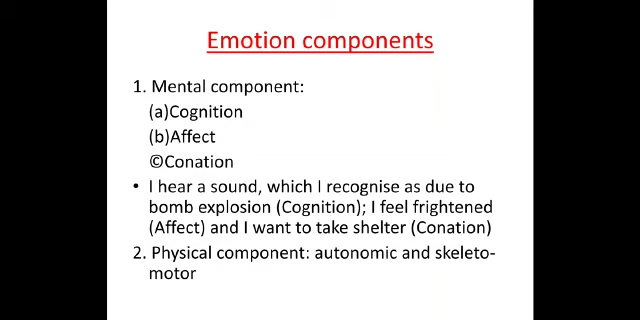 Emotion components
1. Mental component:
(a)Cognition
(b)Affect
©Conation
• I hear a sound, which I recognise as due to
bomb explosion (Cognition); I feel frightened
(Affect) and I want to take shelter (Conation)
2. Physical component: autonomic and skeleto-
motor